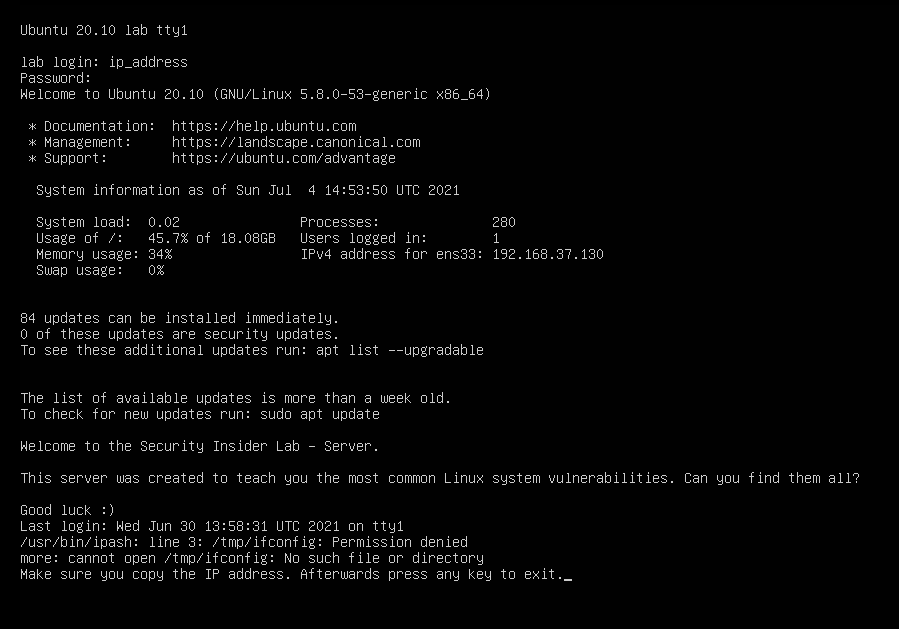 Ubuntu 20.10 lab tty1
lab login: ip_address
Password:
Welcome to Ubuntu 20.10 (GNU/Linux 5.8.0-53-generic x86_64)
* Documentation: https://help.ubuntu.com
* Management: https://landscape.canonical.com
* Support: https://ubuntu.com/advantage
System information as of Sun Jul 4 14:53:50 UTC 2021
System load: 0.02 Processes: 280
Usage of /: 45.7% of 18.08GB Users logged in: 1
Memory usage: 34% IPv4 address for ens33: 192.168.37.130
Swap usage: 0%
84 updates can be installed immediately.
0 of these updates are security updates.
To see these additional updates run: apt list --upgradable
The list of available updates is more than a week old.
To check for new updates run: sudo apt update
Welcome to the Security Insider Lab - Server.
This server was created to teach you the most common Linux system vulnerabilities. Can you find them all?
Good luck :)
Last login: Wed Jun 30 13:58:31 UTC 2021 on tty1
/usr/bin/ipash: line 3: /tmp/ifconfig: Permission denied
more: cannot open /tmp/ifconfig: No such file or directory
Make sure you copy the IP address. Afterwards press any key to exit._